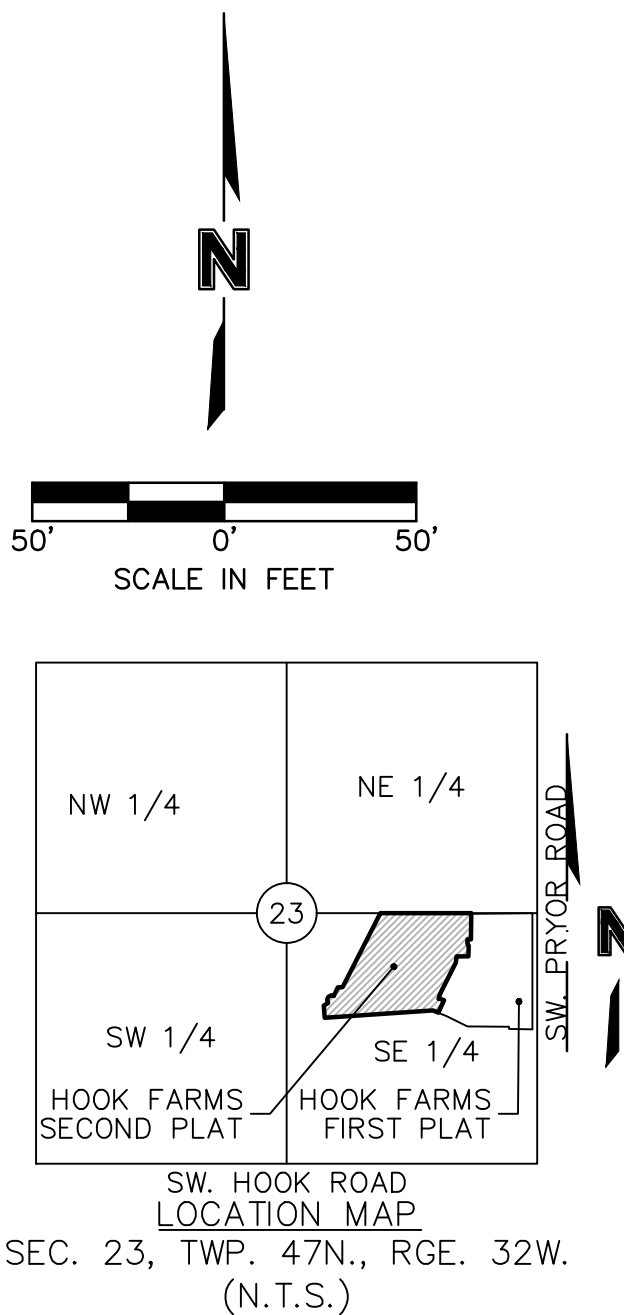 N
50' 0' 50'
SCALE IN FEET
NW 1/4
NE 1/4
SW. PRYOR ROAD
23
N
SW 1/4
SE 1/4
HOOK FARMS
SECOND PLAT
HOOK FARMS
FIRST PLAT
SW. HOOK ROAD
LOCATION MAP
SEC. 23, TWP. 47N., RGE. 32W.
(N.T.S.)